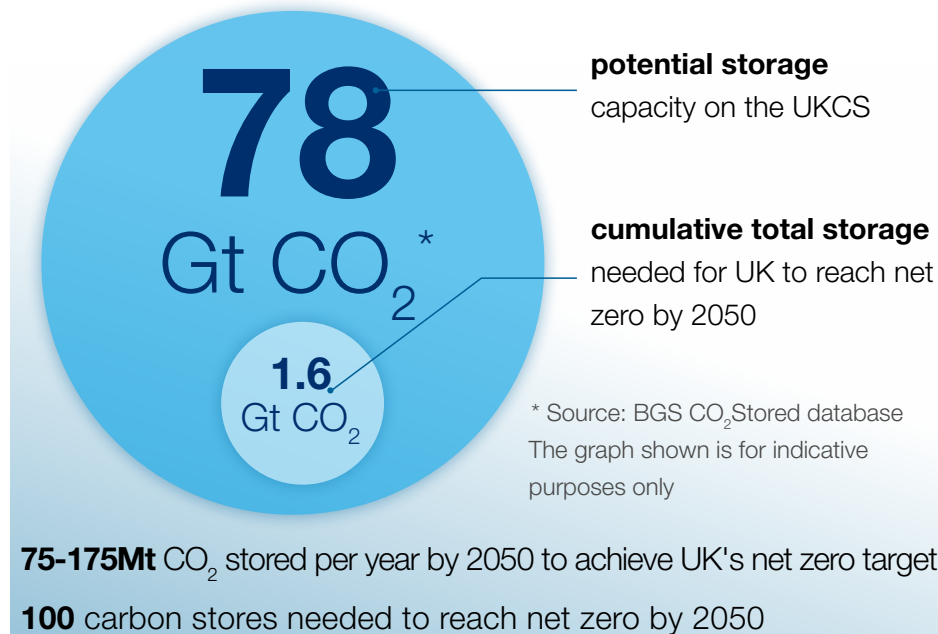 78
Gt CO₂*
potential storage
capacity on the UKCS
1.6
Gt CO₂
cumulative total storage
needed for UK to reach net
zero by 2050
* Source: BGS CO₂Stored database
The graph shown is for indicative
purposes only
75-175Mt CO₂ stored per year by 2050 to achieve UK's net zero target
100 carbon stores needed to reach net zero by 2050